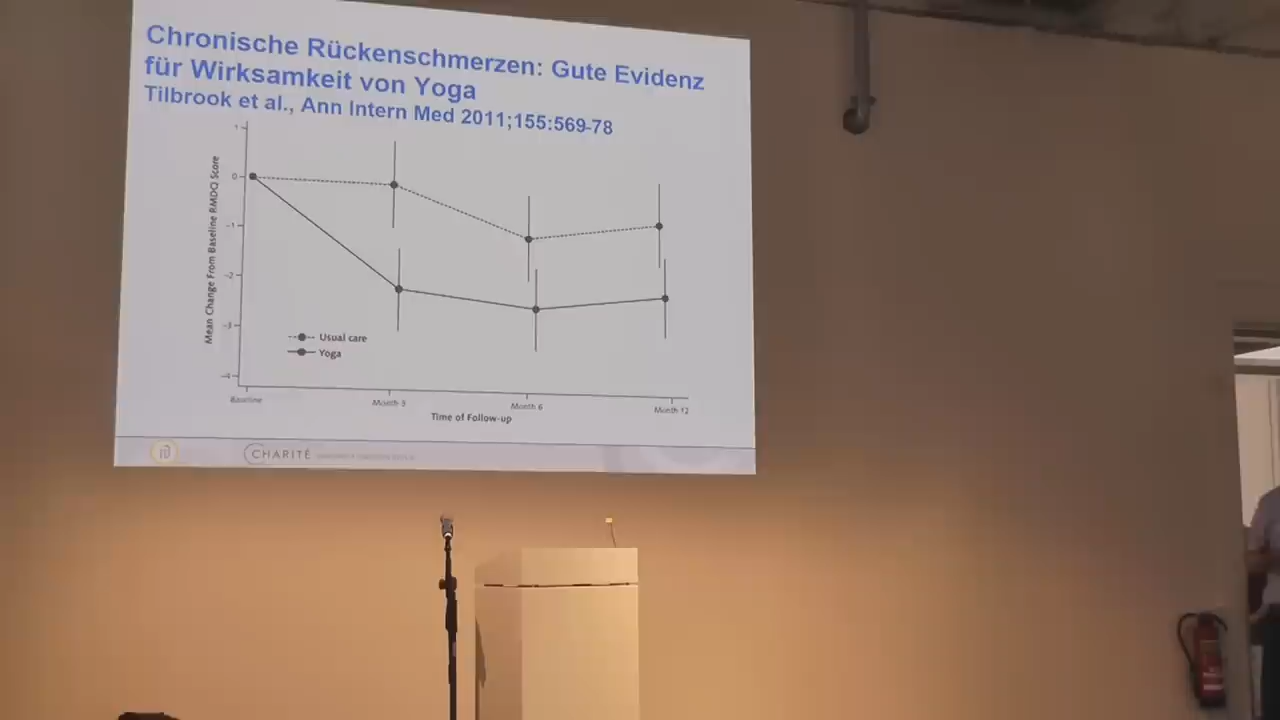 Chronische Rückenschmerzen: Gute Evidenz
für Wirksamkeit von Yoga
Tilbrook et al., Ann Intern Med 2011;155:569-78
Mean Change From Baseline RMDQ Score
1
0
-1
-2
-3
-4
Usual care
Yoga
Baseline
Month 3
Month 6
Month 12
Time of Follow-up
CHARITÉ